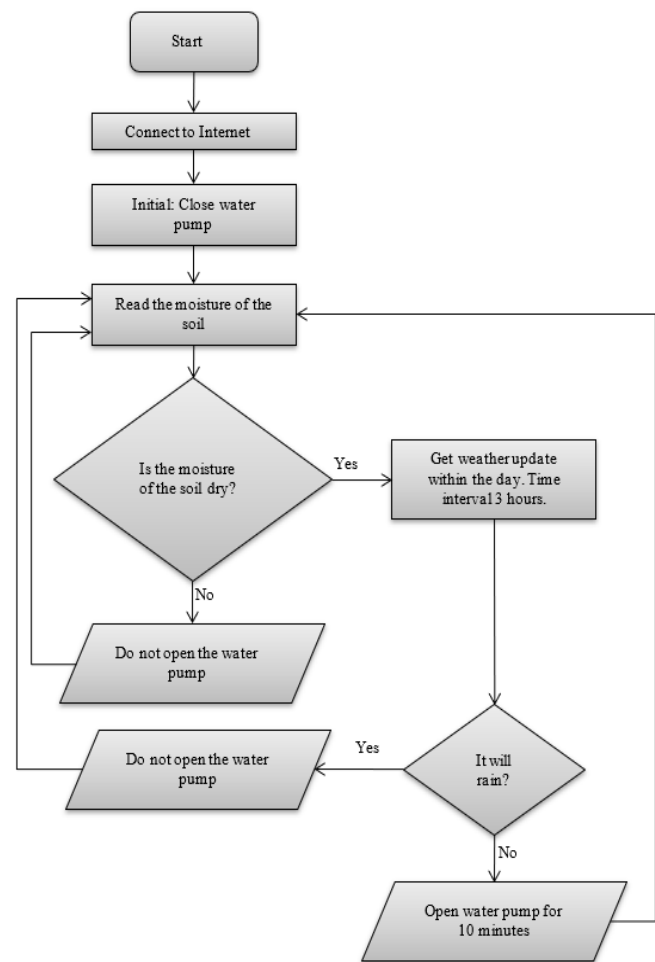 Start
Connect to Internet
Initial: Close water
pump
Read the moisture of the
soil
Is the moisture
of the soil dry?
Yes
Get weather update
within the day. Time
interval 3 hours.
No
Do not open the water
pump
Do not open the water
pump
Yes
It will
rain?
No
Open water pump for
10 minutes